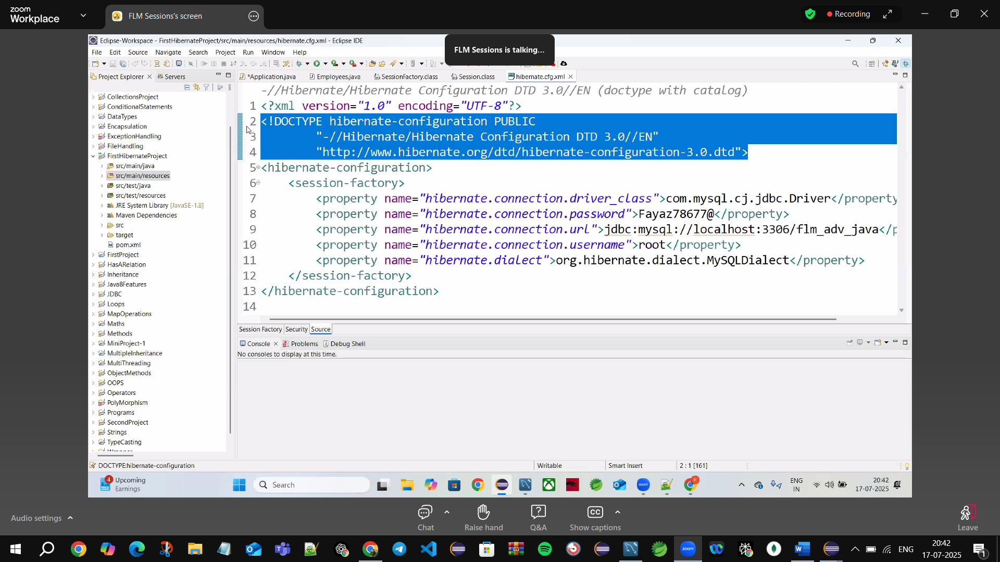 zoom
Workplace
FLM Sessions's screen
Recording
Eclipse-Workspace - FirstHibernateProject/src/main/resources/hibernate.cfg.xml - Eclipse IDE
FLM Sessions is talking...
File Edit Source Navigate Search Project Run Window Help
Project Explorer
Servers
*Application.java
Employees.java
SessionFactory.class
Session.class
hibernate.cfg.xml
CollectionsProject
ConditionalStatements
DataTypes
Encapsulation
ExceptionHandling
FileHandling
FirstHibernateProject
src/main/java
src/main/resources
src/test/java
src/test/resources
JRE System Library [JavaSE-1.8]
Maven Dependencies
src
target
pom.xml
FirstProject
HasARelation
Inheritance
Java8Features
JDBC
Loops
MapOperations
Maths
Methods
MiniProject-1
MultipleInheritance
MultiThreading
ObjectMethods
OOPS
Operators
PolyMorphism
Programs
SecondProject
Strings
TypeCasting
-//Hibernate/Hibernate Configuration DTD 3.0//EN (doctype with catalog)
1 <?xml version="1.0" encoding="UTF-8"?>
2 <!DOCTYPE hibernate-configuration PUBLIC
3 "-//Hibernate/Hibernate Configuration DTD 3.0//EN"
4 "http://www.hibernate.org/dtd/hibernate-configuration-3.0.dtd">
5 <hibernate-configuration>
6 <session-factory>
7 <property name="hibernate.connection.driver_class">com.mysql.cj.jdbc.Driver</property
8 <property name="hibernate.connection.password">Fayaz78677@</property>
9 <property name="hibernate.connection.url">jdbc:mysql://localhost:3306/flm_adv_java</p
10 <property name="hibernate.connection.username">root</property>
11 <property name="hibernate.dialect">org.hibernate.dialect.MySQLDialect</property>
12 </session-factory>
13 </hibernate-configuration>
14
Session Factory Security Source
Console Problems Debug Shell
No consoles to display at this time.
DOCTYPE:hibernate-configuration
Writable
Smart Insert
2 : 1 [161]
4
Upcoming
Earnings
Search
zoom
F
ENG
IN
20:42
17-07-2025
Audio settings
Chat
Raise hand
Q&A
CC
Show captions
Leave
zoom
ENG
20:42
17-07-2025
1